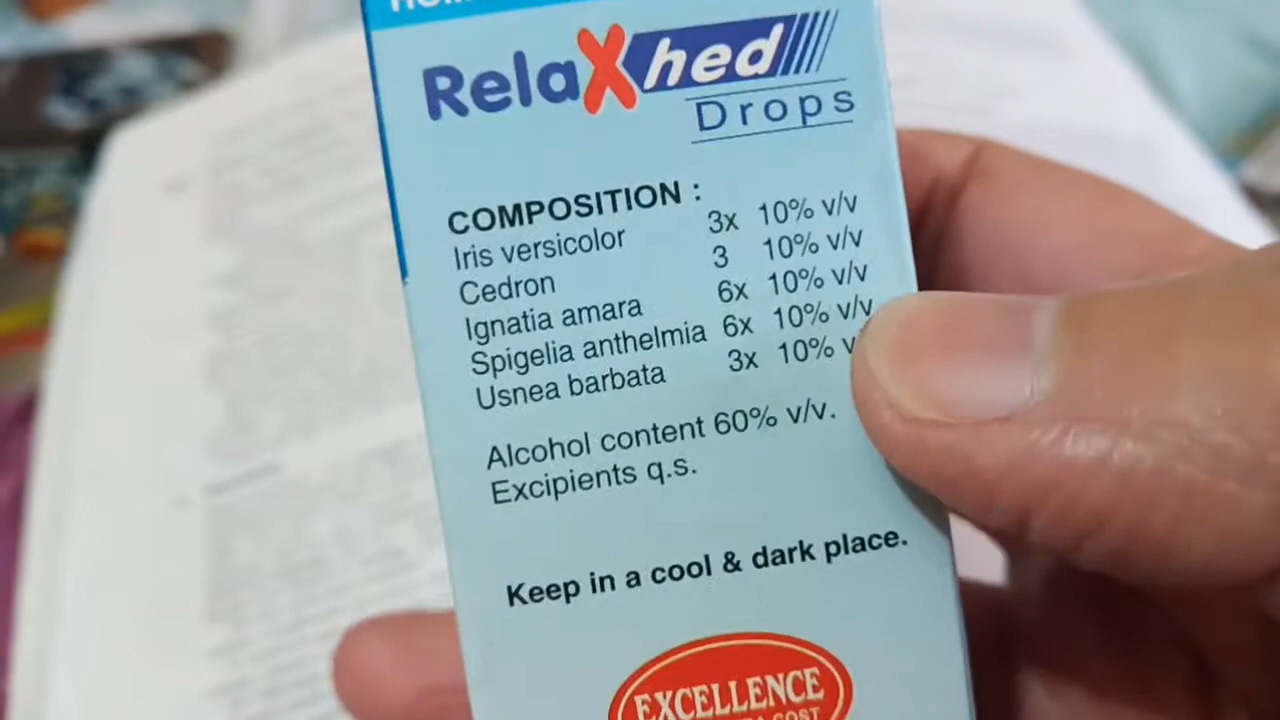 RelaXhed
Drops
COMPOSITION :
Iris versicolor 3x 10% v/v
Cedron 3 10% v/v
Ignatia amara 6x 10% v/v
Spigelia anthelmia 6x 10% v/v
Usnea barbata 3x 10%
Alcohol content 60% v/v.
Excipients q.s.
Keep in a cool & dark place.
EXCELLENCE
COST